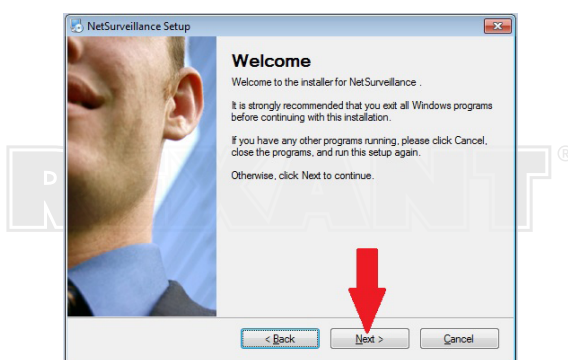 NetSurveillance Setup
Welcome
Welcome to the installer for NetSurveillance .
It is strongly recommended that you exit all Windows programs
before continuing with this installation.
If you have any other programs running, please click Cancel,
close the programs, and run this setup again.
Otherwise, click Next to continue.
< Back
Next >
Cancel